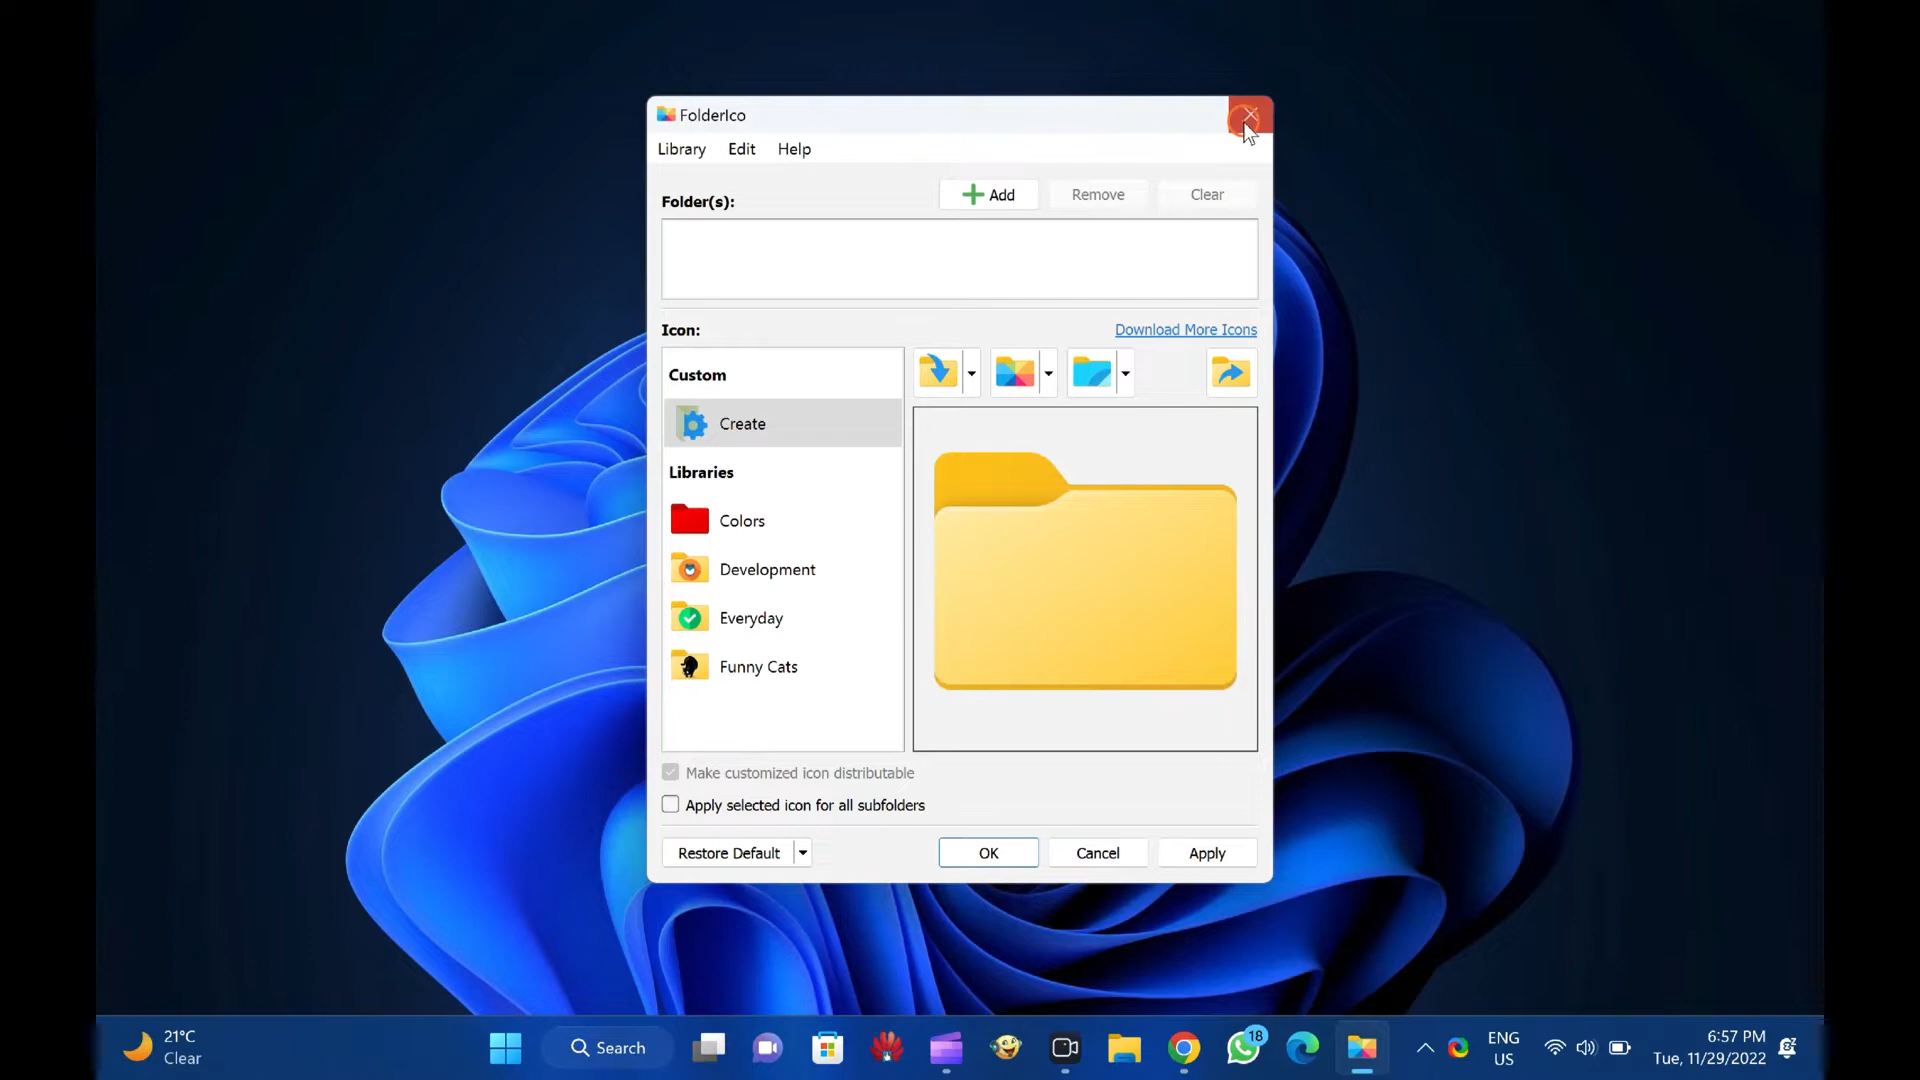 FolderIco
Library Edit Help
Folder(s):
Add Remove Clear
Icon:
Download More Icons
Custom
Create
Libraries
Colors
Development
Everyday
Funny Cats
Make customized icon distributable
Apply selected icon for all subfolders
Restore Default OK Cancel Apply
21°C
Clear
Search
18
ENG
US
6:57 PM
Tue, 11/29/2022